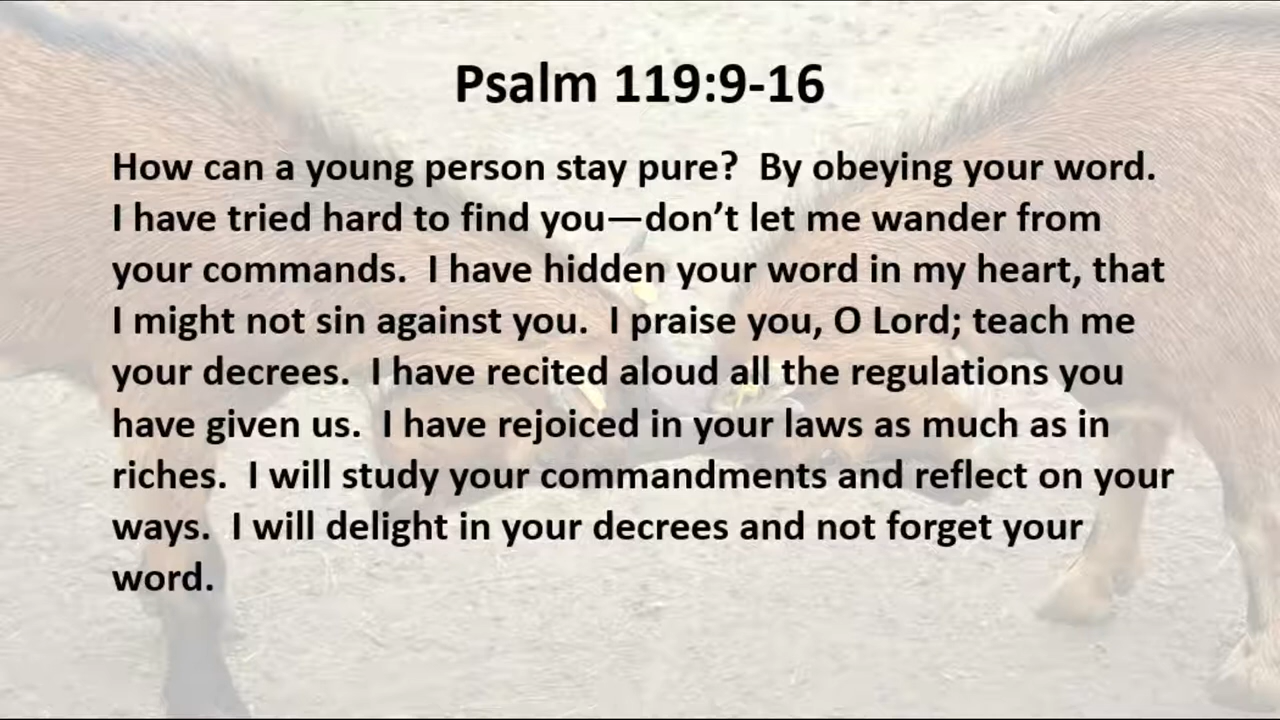 Psalm 119:9-16
How can a young person stay pure?  By obeying your word.
I have tried hard to find you—don’t let me wander from
your commands.  I have hidden your word in my heart, that
I might not sin against you.  I praise you, O Lord; teach me
your decrees.  I have recited aloud all the regulations you
have given us.  I have rejoiced in your laws as much as in
riches.  I will study your commandments and reflect on your
ways.  I will delight in your decrees and not forget your
word.